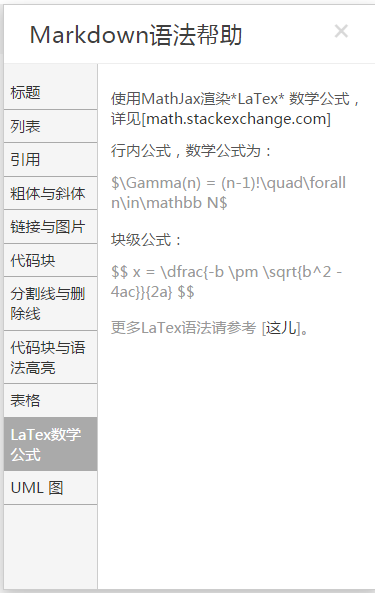 Markdown语法帮助
×
标题
列表
引用
粗体与斜体
链接与图片
代码块
分割线与删
除线
代码块与语
法高亮
表格
LaTex数学
公式
UML 图
使用MathJax渲染*LaTex* 数学公式，
详见[math.stackexchange.com]
行内公式，数学公式为：
$\Gamma(n) = (n-1)!\quad\forall
n\in\mathbb N$
块级公式：
$$ x = \dfrac{-b \pm \sqrt{b^2 -
4ac}}{2a} $$
更多LaTex语法请参考 [这儿]。